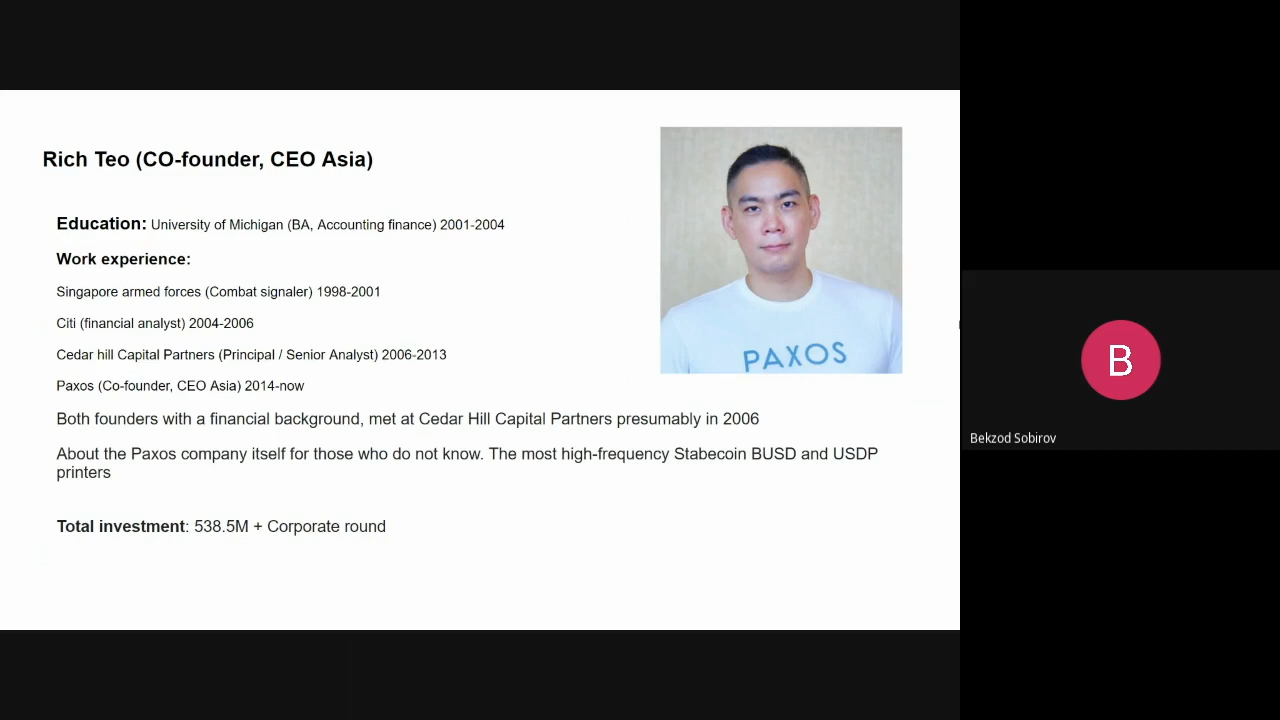 Rich Teo (CO-founder, CEO Asia)
Education: University of Michigan (BA, Accounting finance) 2001-2004
Work experience:
Singapore armed forces (Combat signaler) 1998-2001
Citi (financial analyst) 2004-2006
Cedar hill Capital Partners (Principal / Senior Analyst) 2006-2013
Paxos (Co-founder, CEO Asia) 2014-now
Both founders with a financial background, met at Cedar Hill Capital Partners presumably in 2006
About the Paxos company itself for those who do not know. The most high-frequency Stabecoin BUSD and USDP
printers
Total investment: 538.5M + Corporate round
PAXOS
B
Bekzod Sobirov